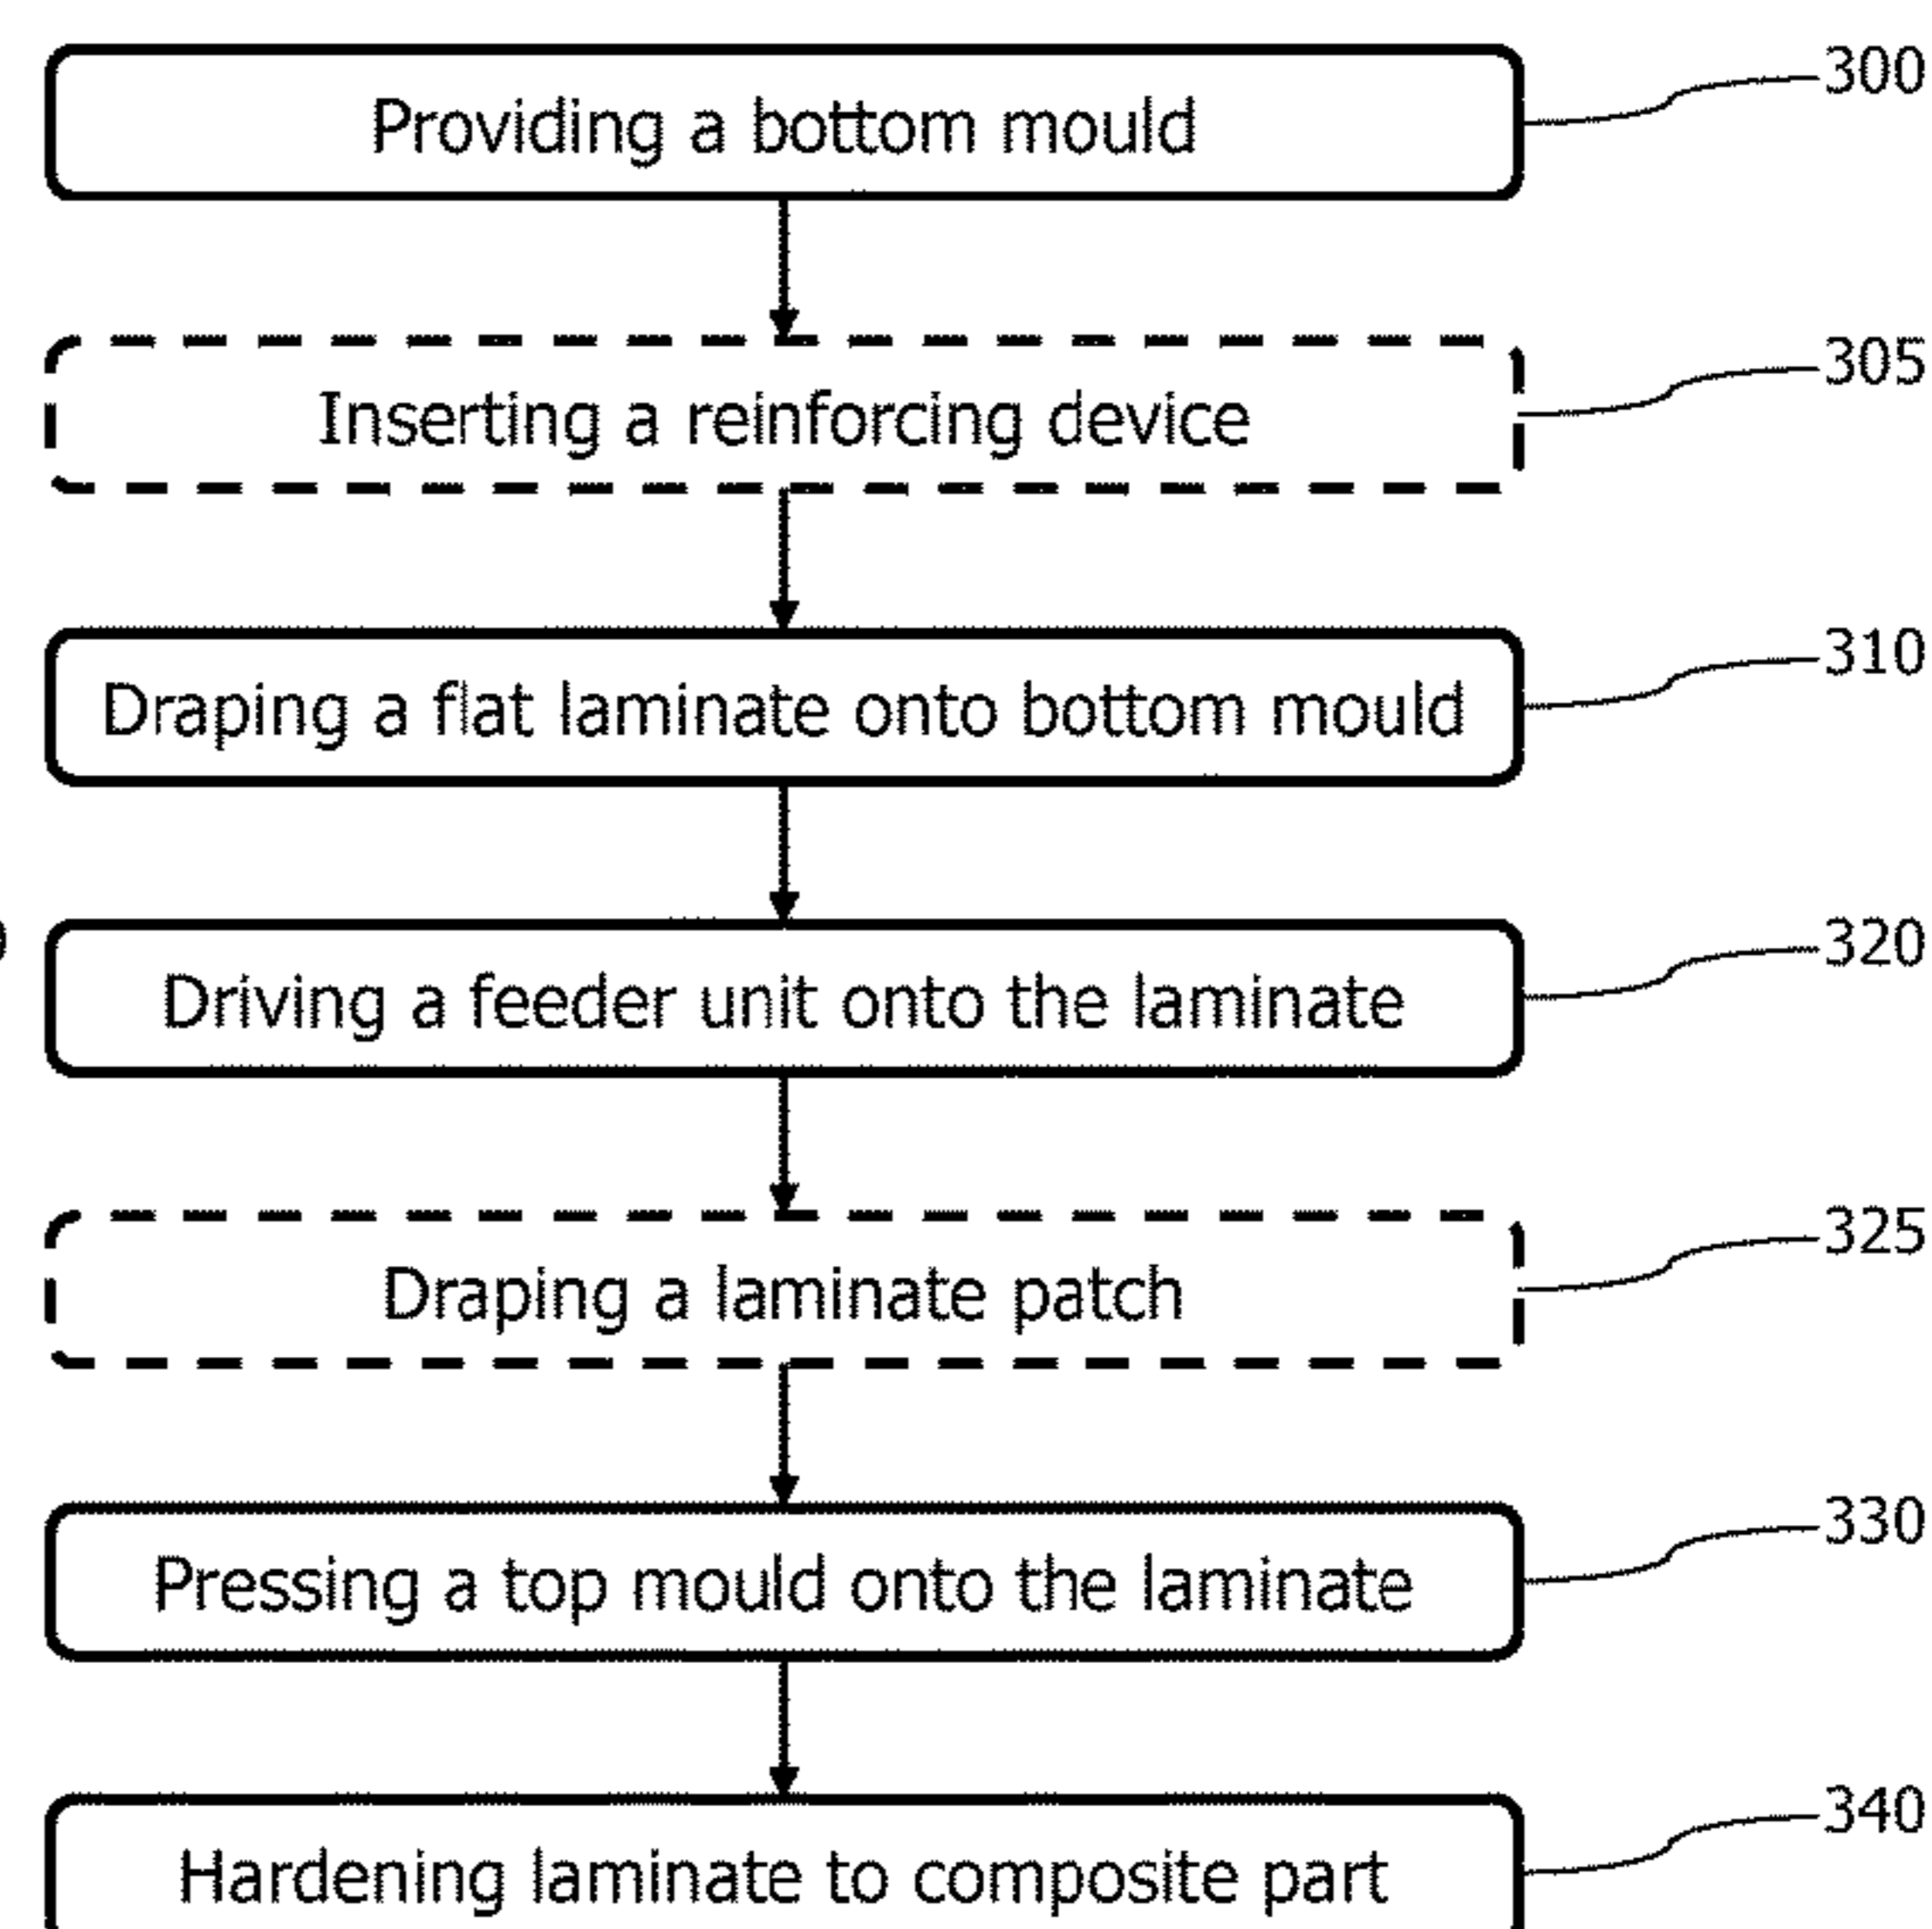 Providing a bottom mould
300
Inserting a reinforcing device
305
Draping a flat laminate onto bottom mould
310
Driving a feeder unit onto the laminate
320
Draping a laminate patch
325
Pressing a top mould onto the laminate
330
Hardening laminate to composite part
340